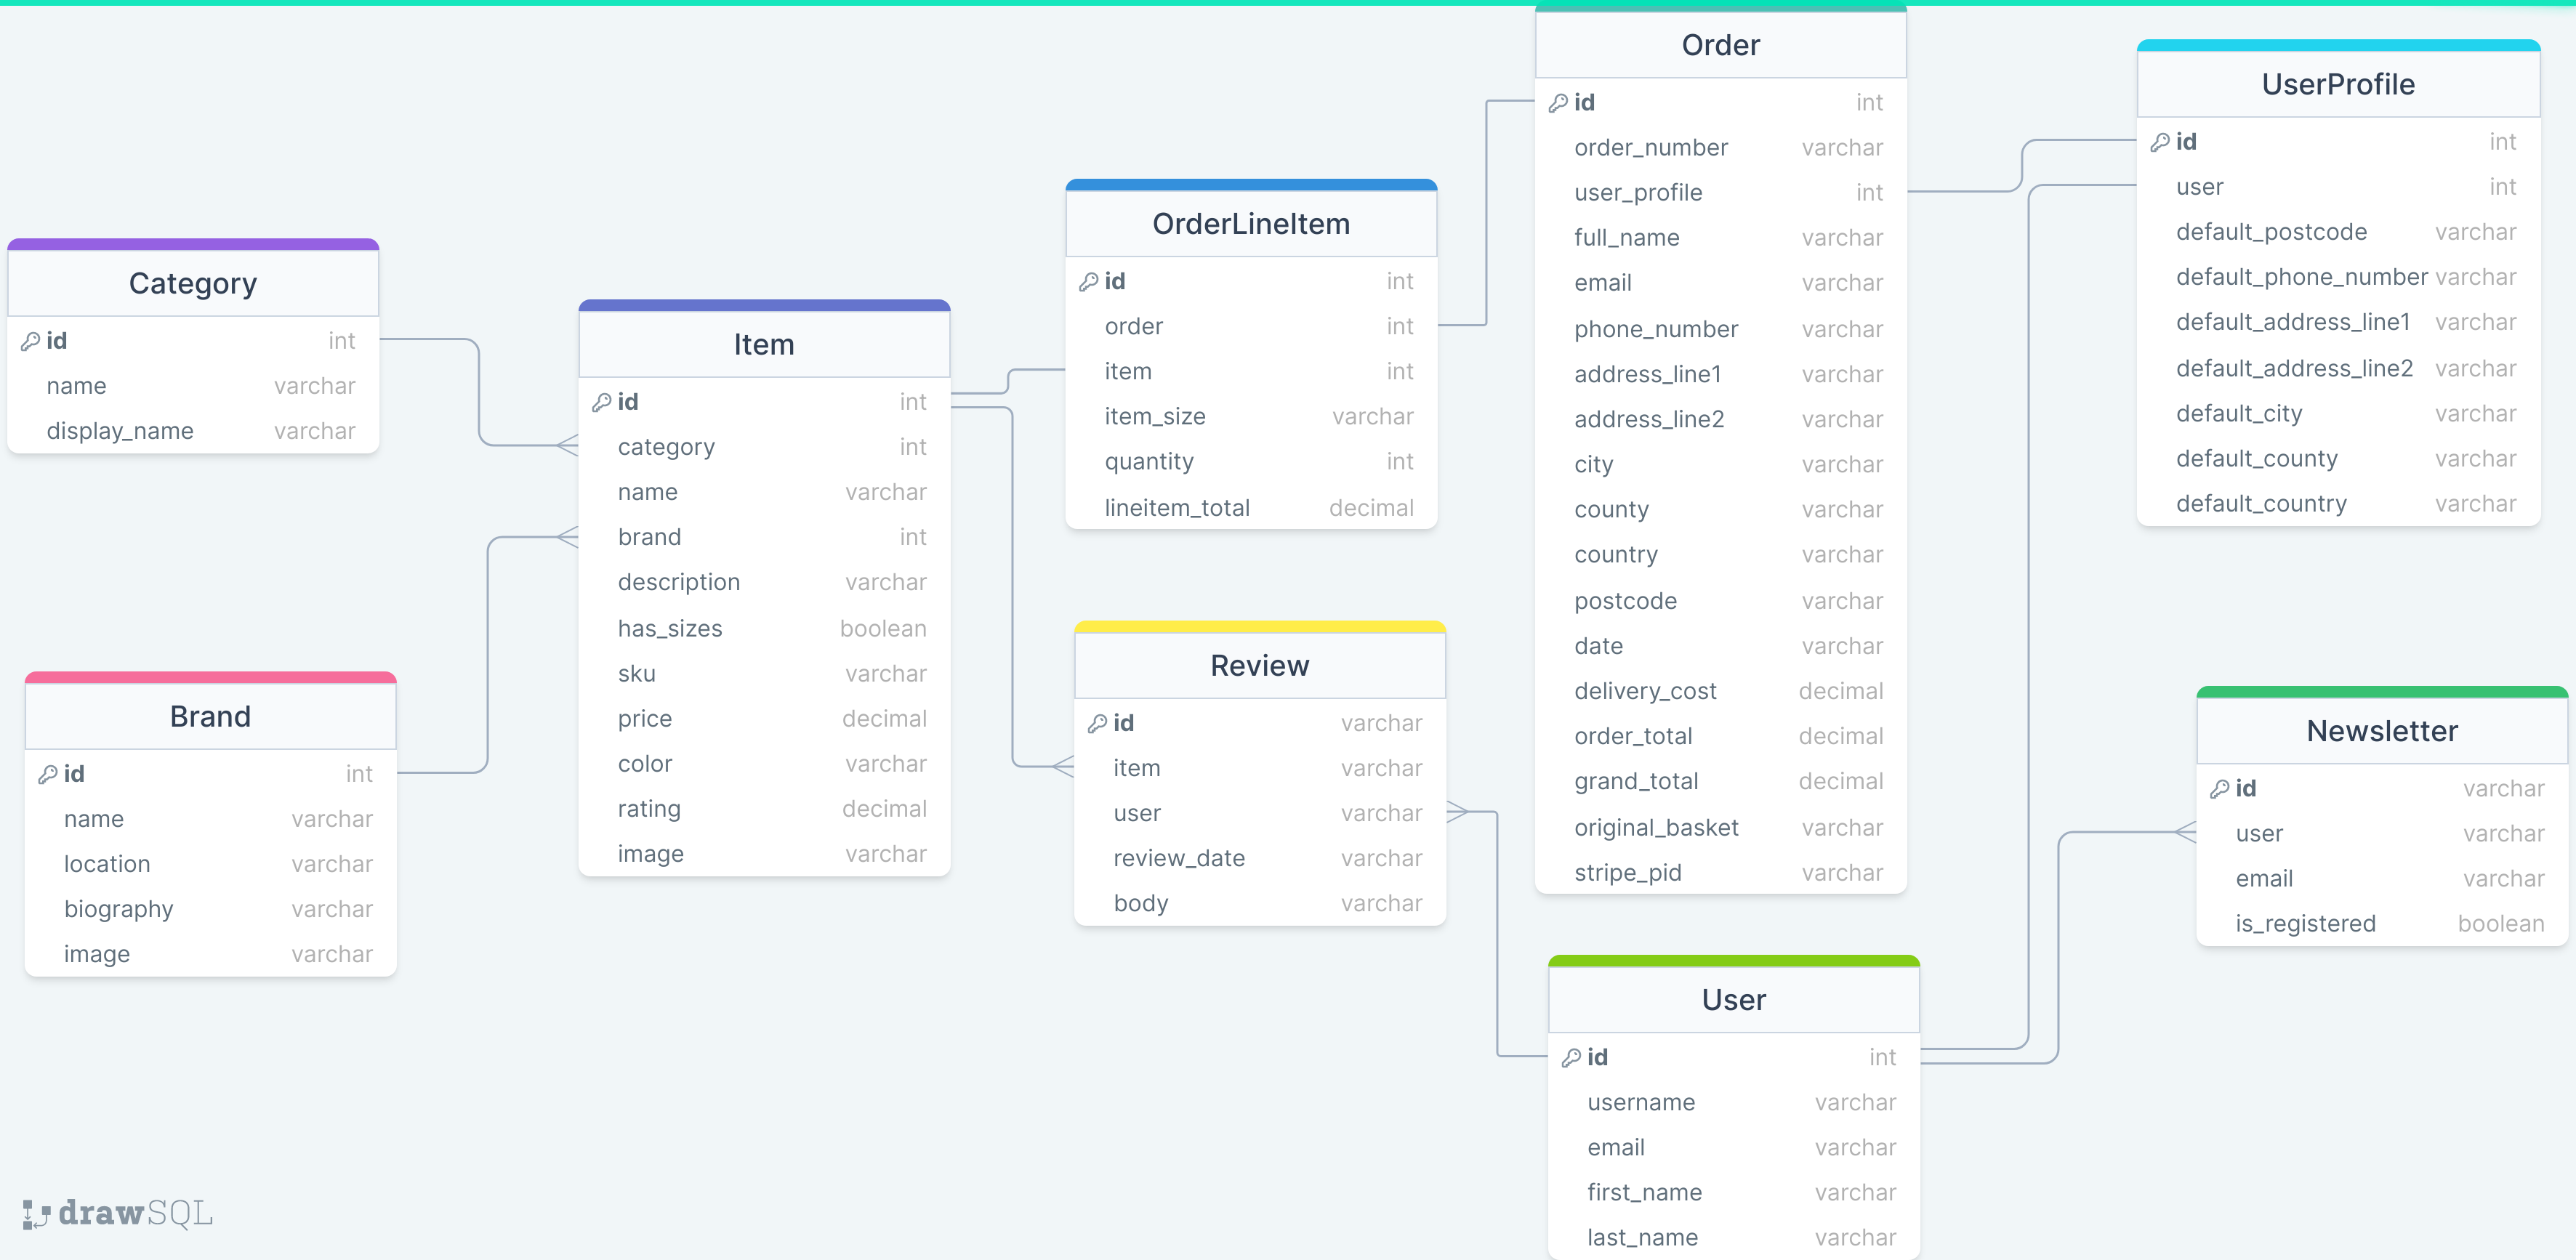 Category
id int
name varchar
display_name varchar
Brand
id int
name varchar
location varchar
biography varchar
image varchar
Item
id int
category int
name varchar
brand int
description varchar
has_sizes boolean
sku varchar
price decimal
color varchar
rating decimal
image varchar
OrderLineItem
id int
order int
item int
item_size varchar
quantity int
lineitem_total decimal
Review
id varchar
item varchar
user varchar
review_date varchar
body varchar
Order
id int
order_number varchar
user_profile int
full_name varchar
email varchar
phone_number varchar
address_line1 varchar
address_line2 varchar
city varchar
county varchar
country varchar
postcode varchar
date varchar
delivery_cost decimal
order_total decimal
grand_total decimal
original_basket varchar
stripe_pid varchar
User
id int
username varchar
email varchar
first_name varchar
last_name varchar
UserProfile
id int
user int
default_postcode varchar
default_phone_number varchar
default_address_line1 varchar
default_address_line2 varchar
default_city varchar
default_county varchar
default_country varchar
Newsletter
id varchar
user varchar
email varchar
is_registered boolean
drawSQL